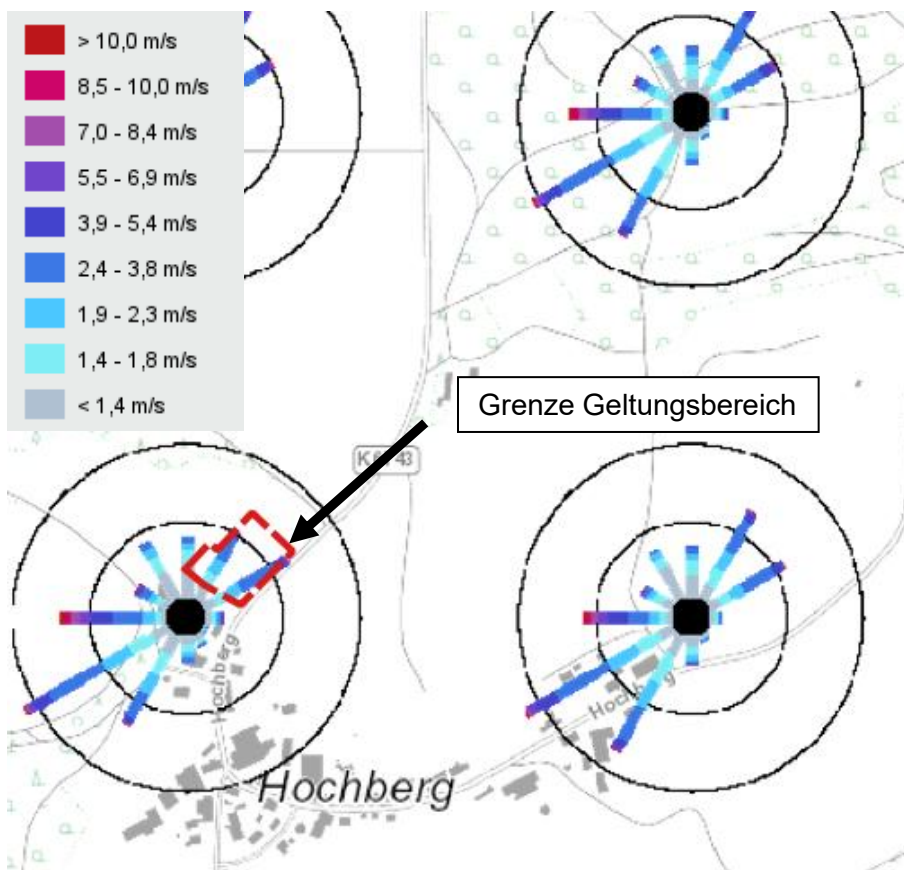 > 10,0 m/s
8,5 - 10,0 m/s
7,0 - 8,4 m/s
5,5 - 6,9 m/s
3,9 - 5,4 m/s
2,4 - 3,8 m/s
1,9 - 2,3 m/s
1,4 - 1,8 m/s
< 1,4 m/s
Grenze Geltungsbereich
Hochberg
Hochberg
Hochberg